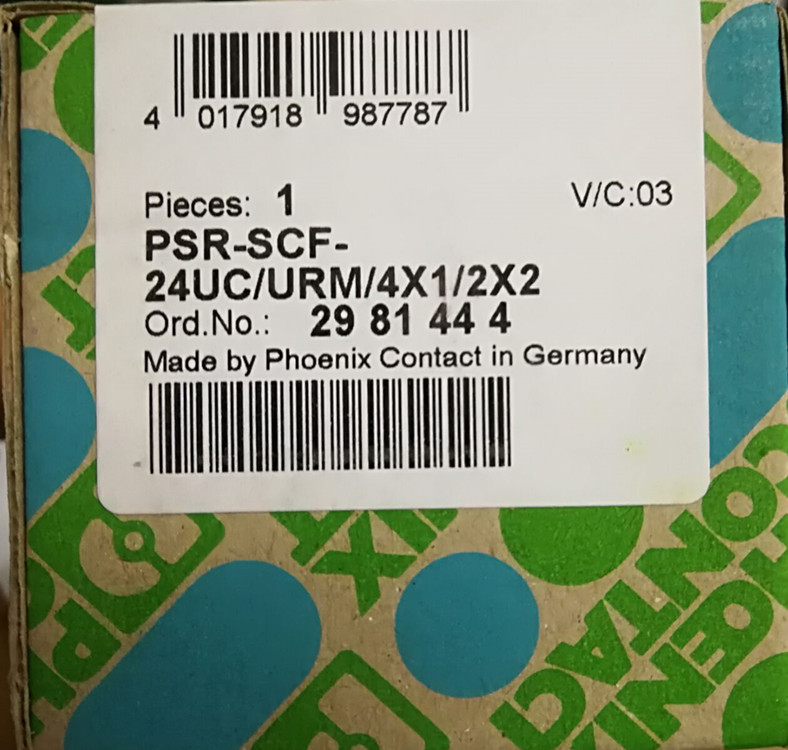 4 017918 987787
Pieces: 1 V/C:03
PSR-SCF-
24UC/URM/4X1/2X2
Ord.No.: 29 81 44 4
Made by Phoenix Contact in Germany